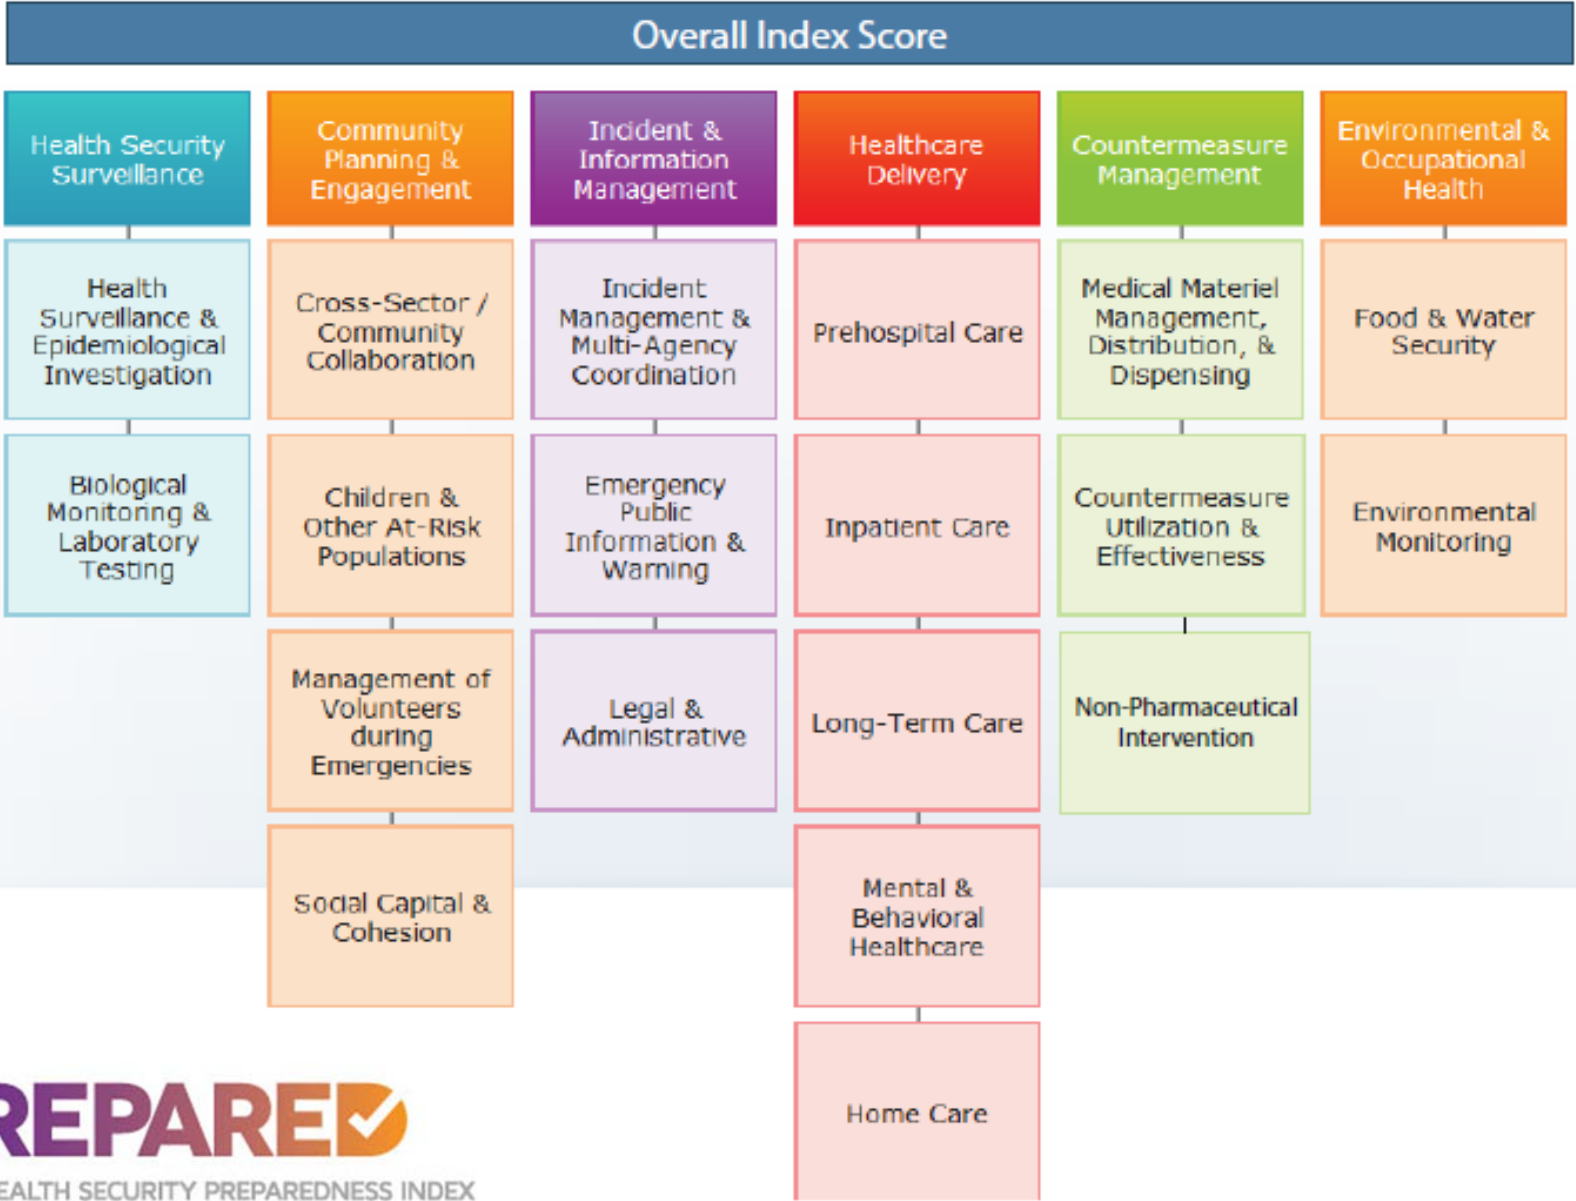 Overall Index Score
Health Security
Surveillance
Health
Surveillance &
Epidemiological
Investigation
Biological
Monitoring &
Laboratory
Testing
Community
Planning &
Engagement
Cross-Sector /
Community
Collaboration
Children &
Other At-Risk
Populations
Management of
Volunteers
during
Emergencies
Social Capital &
Cohesion
Incident &
Information
Management
Incident
Management &
Multi-Agency
Coordination
Emergency
Public
Information &
Warning
Legal &
Administrative
Healthcare
Delivery
Prehospital Care
Inpatient Care
Long-Term Care
Mental &
Behavioral
Healthcare
Home Care
Countermeasure
Management
Medical Materiel
Management,
Distribution, &
Dispensing
Countermeasure
Utilization &
Effectiveness
Non-Pharmaceutical
Intervention
Environmental &
Occupational
Health
Food & Water
Security
Environmental
Monitoring
REPARED
EALTH SECURITY PREPAREDNESS INDEX